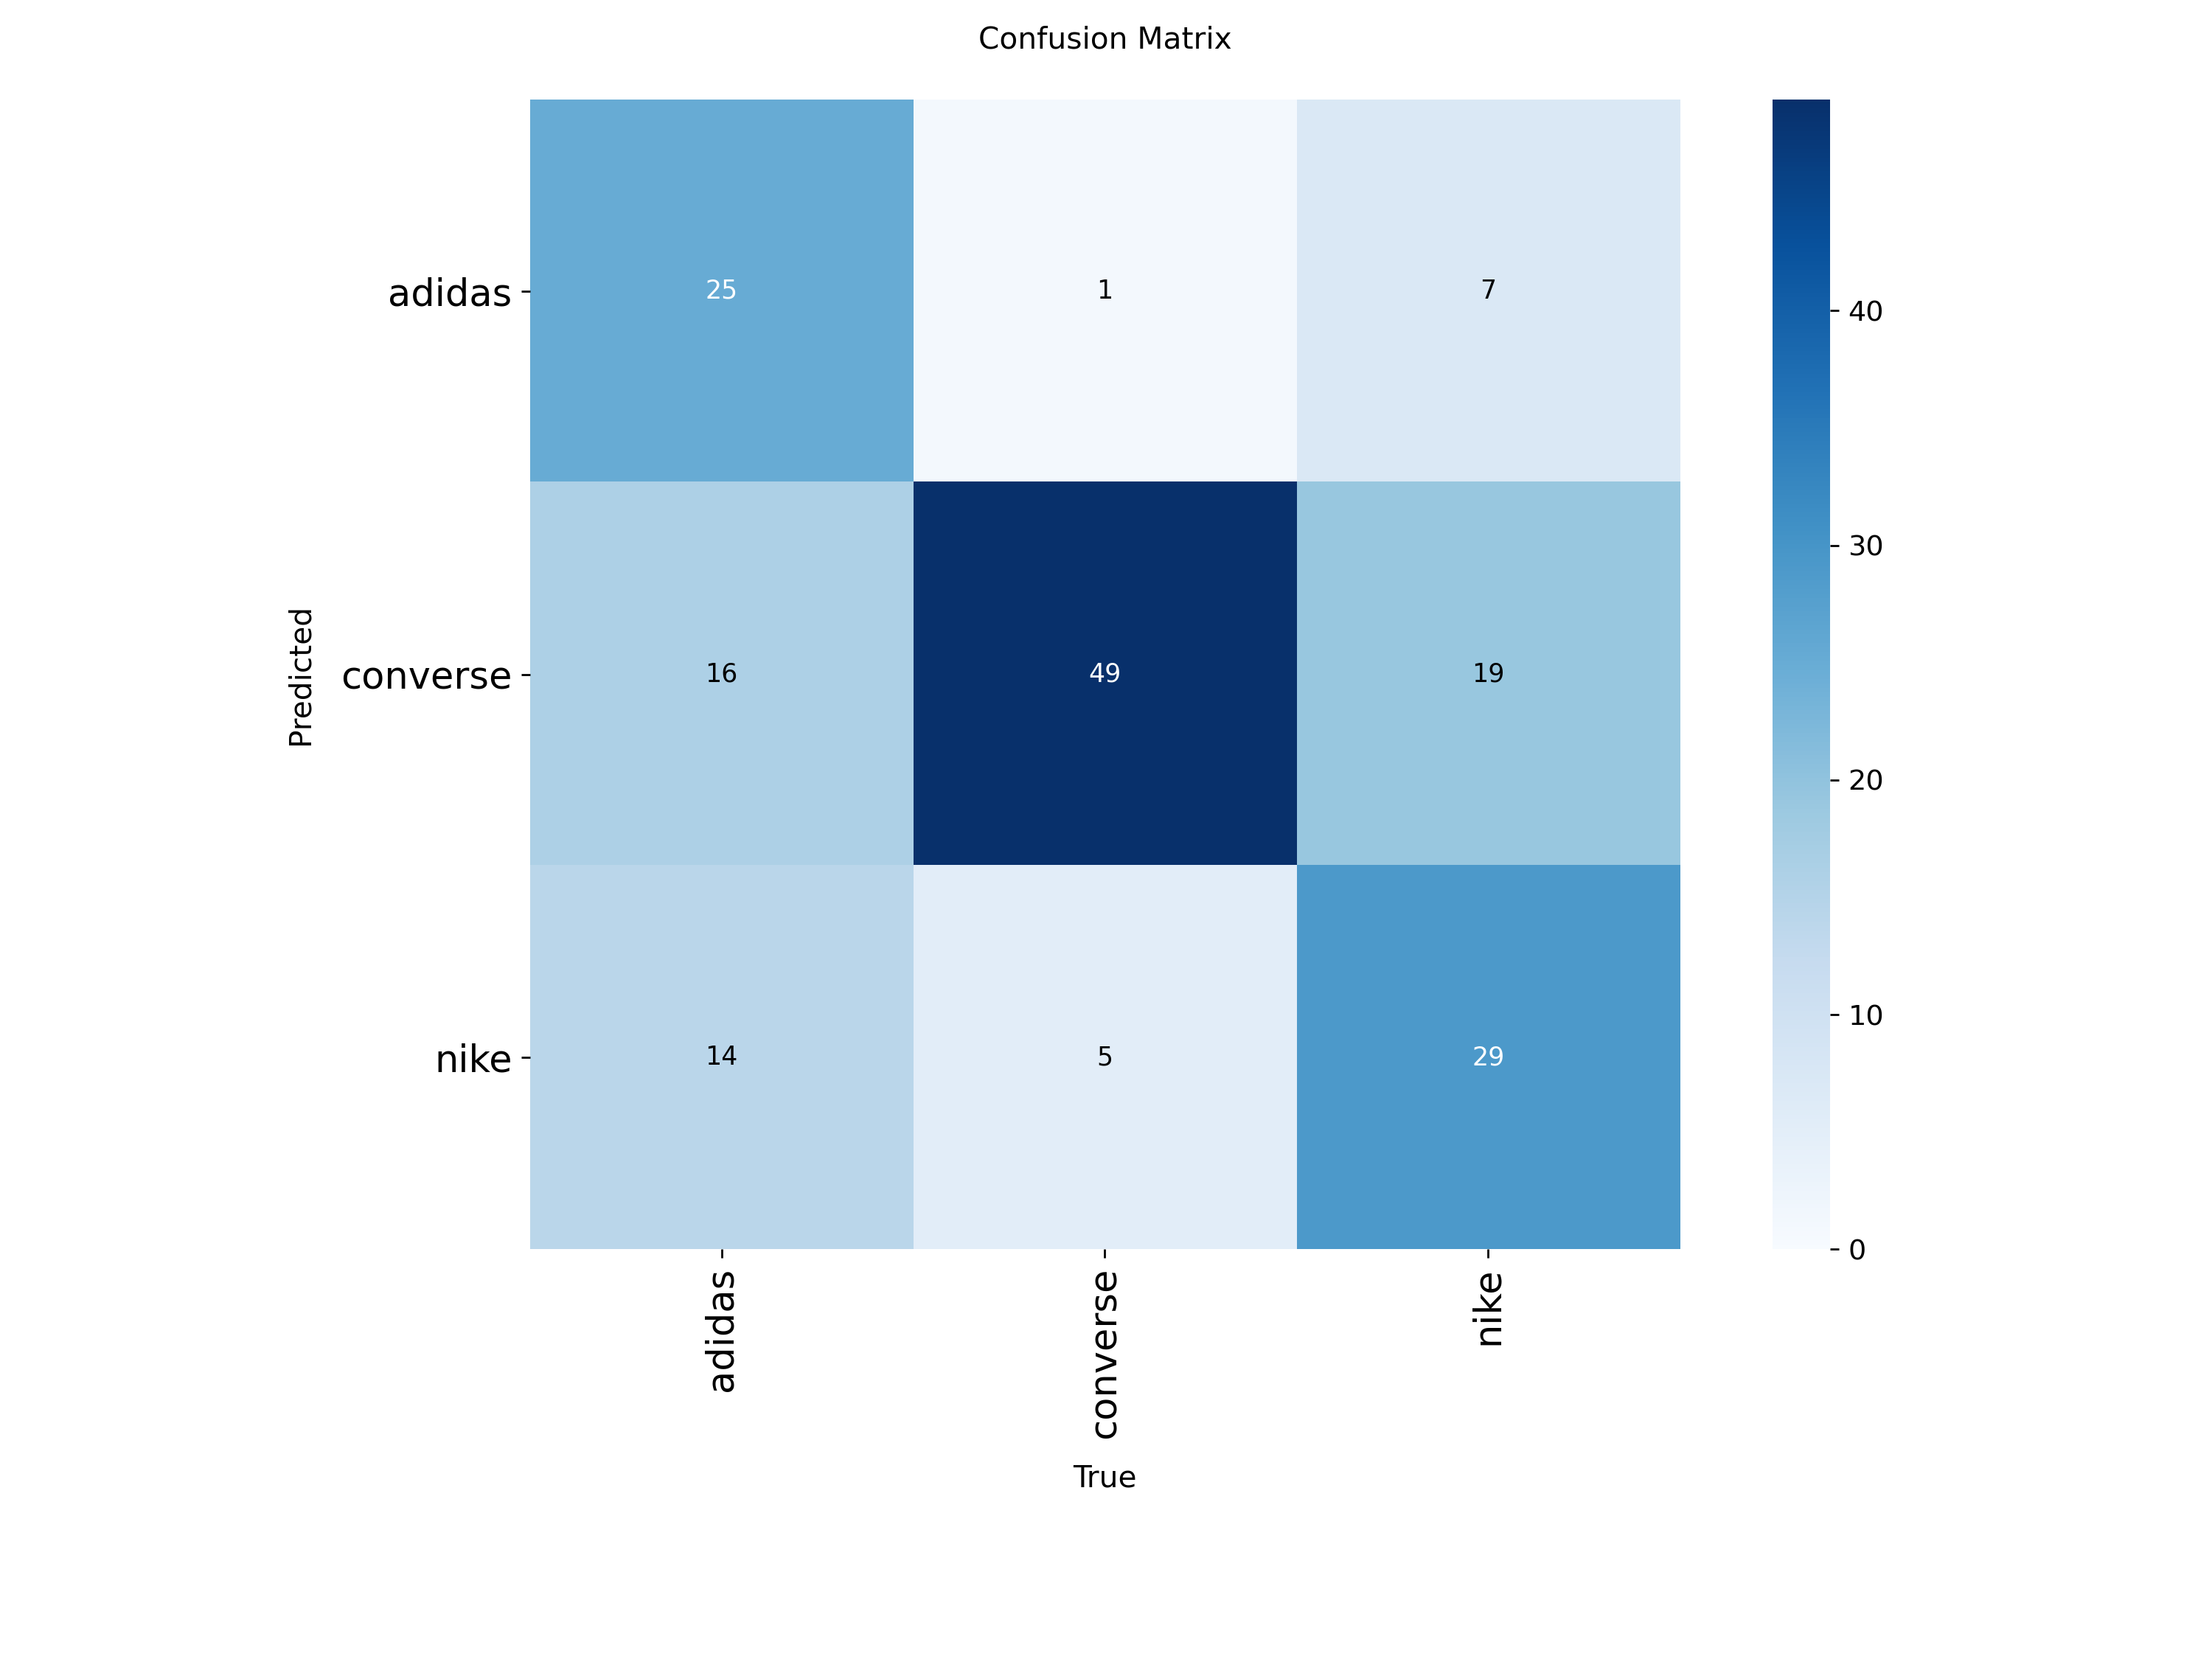 Confusion Matrix
adidas
25
1
7
40
30
Predicted
converse
16
49
19
20
10
nike
14
5
29
0
adidas
converse
nike
True